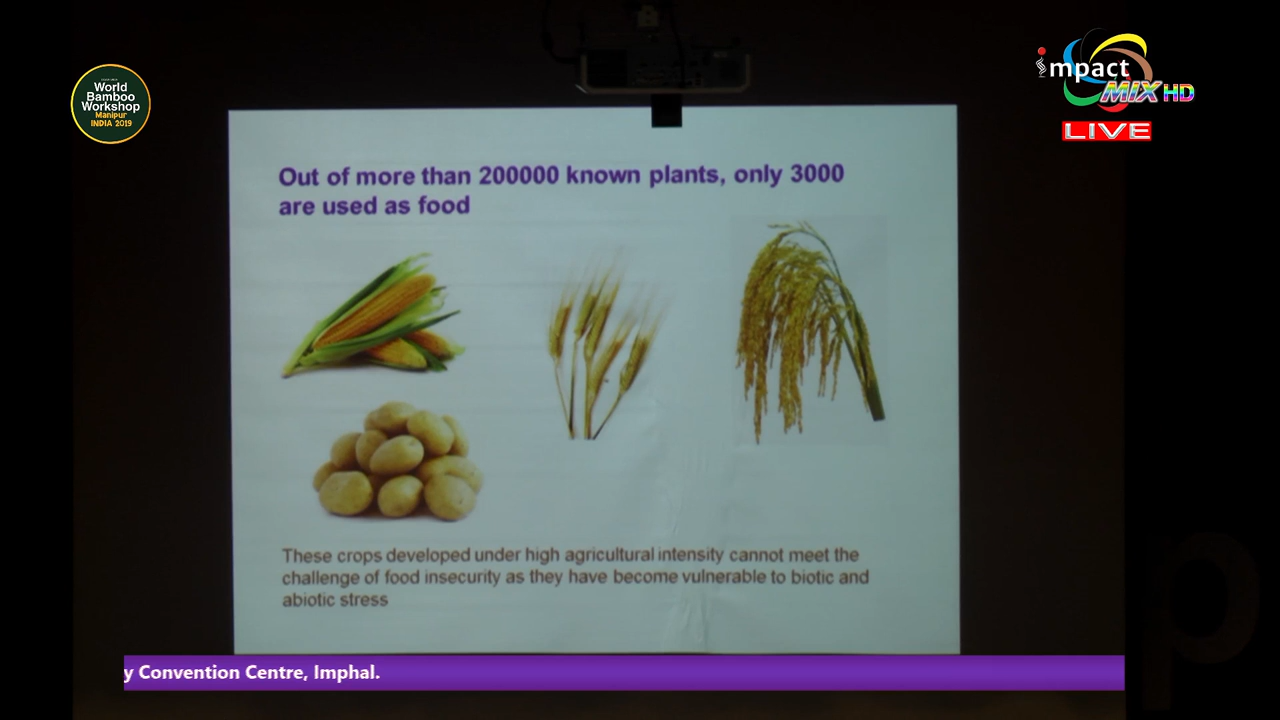 World
Bamboo
Workshop
Manipur
INDIA 2019
impact
MIX HD
LIVE
Out of more than 200000 known plants, only 3000
are used as food
These crops developed under high agricultural intensity cannot meet the
challenge of food insecurity as they have become vulnerable to biotic and
abiotic stress
y Convention Centre, Imphal.